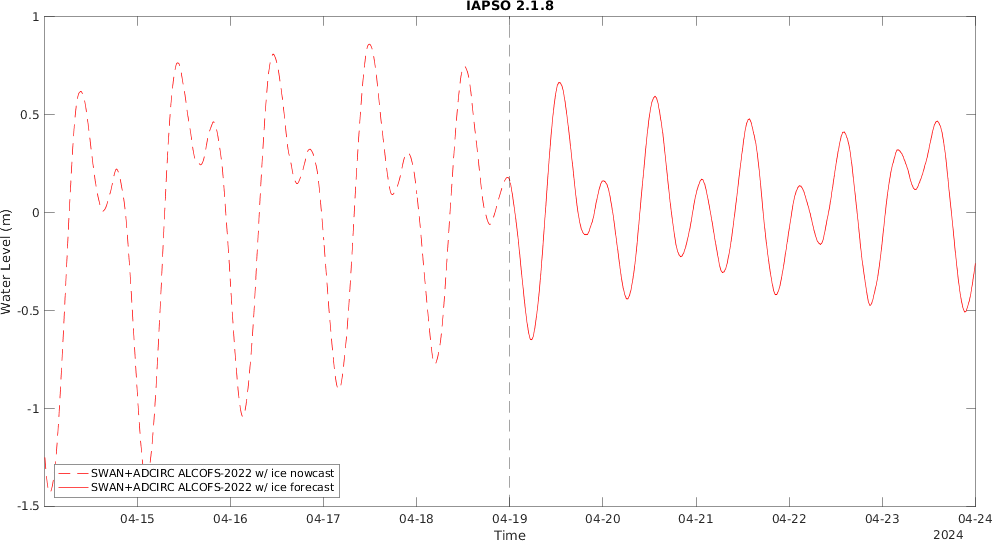 IAPSO 2.1.8
1
0.5
0
-0.5
-1
-1.5
Water Level (m)
SWAN+ADCIRC ALCOFS-2022 w/ ice nowcast
SWAN+ADCIRC ALCOFS-2022 w/ ice forecast
04-15 04-16 04-17 04-18 04-19 04-20 04-21 04-22 04-23 04-24
Time
2024